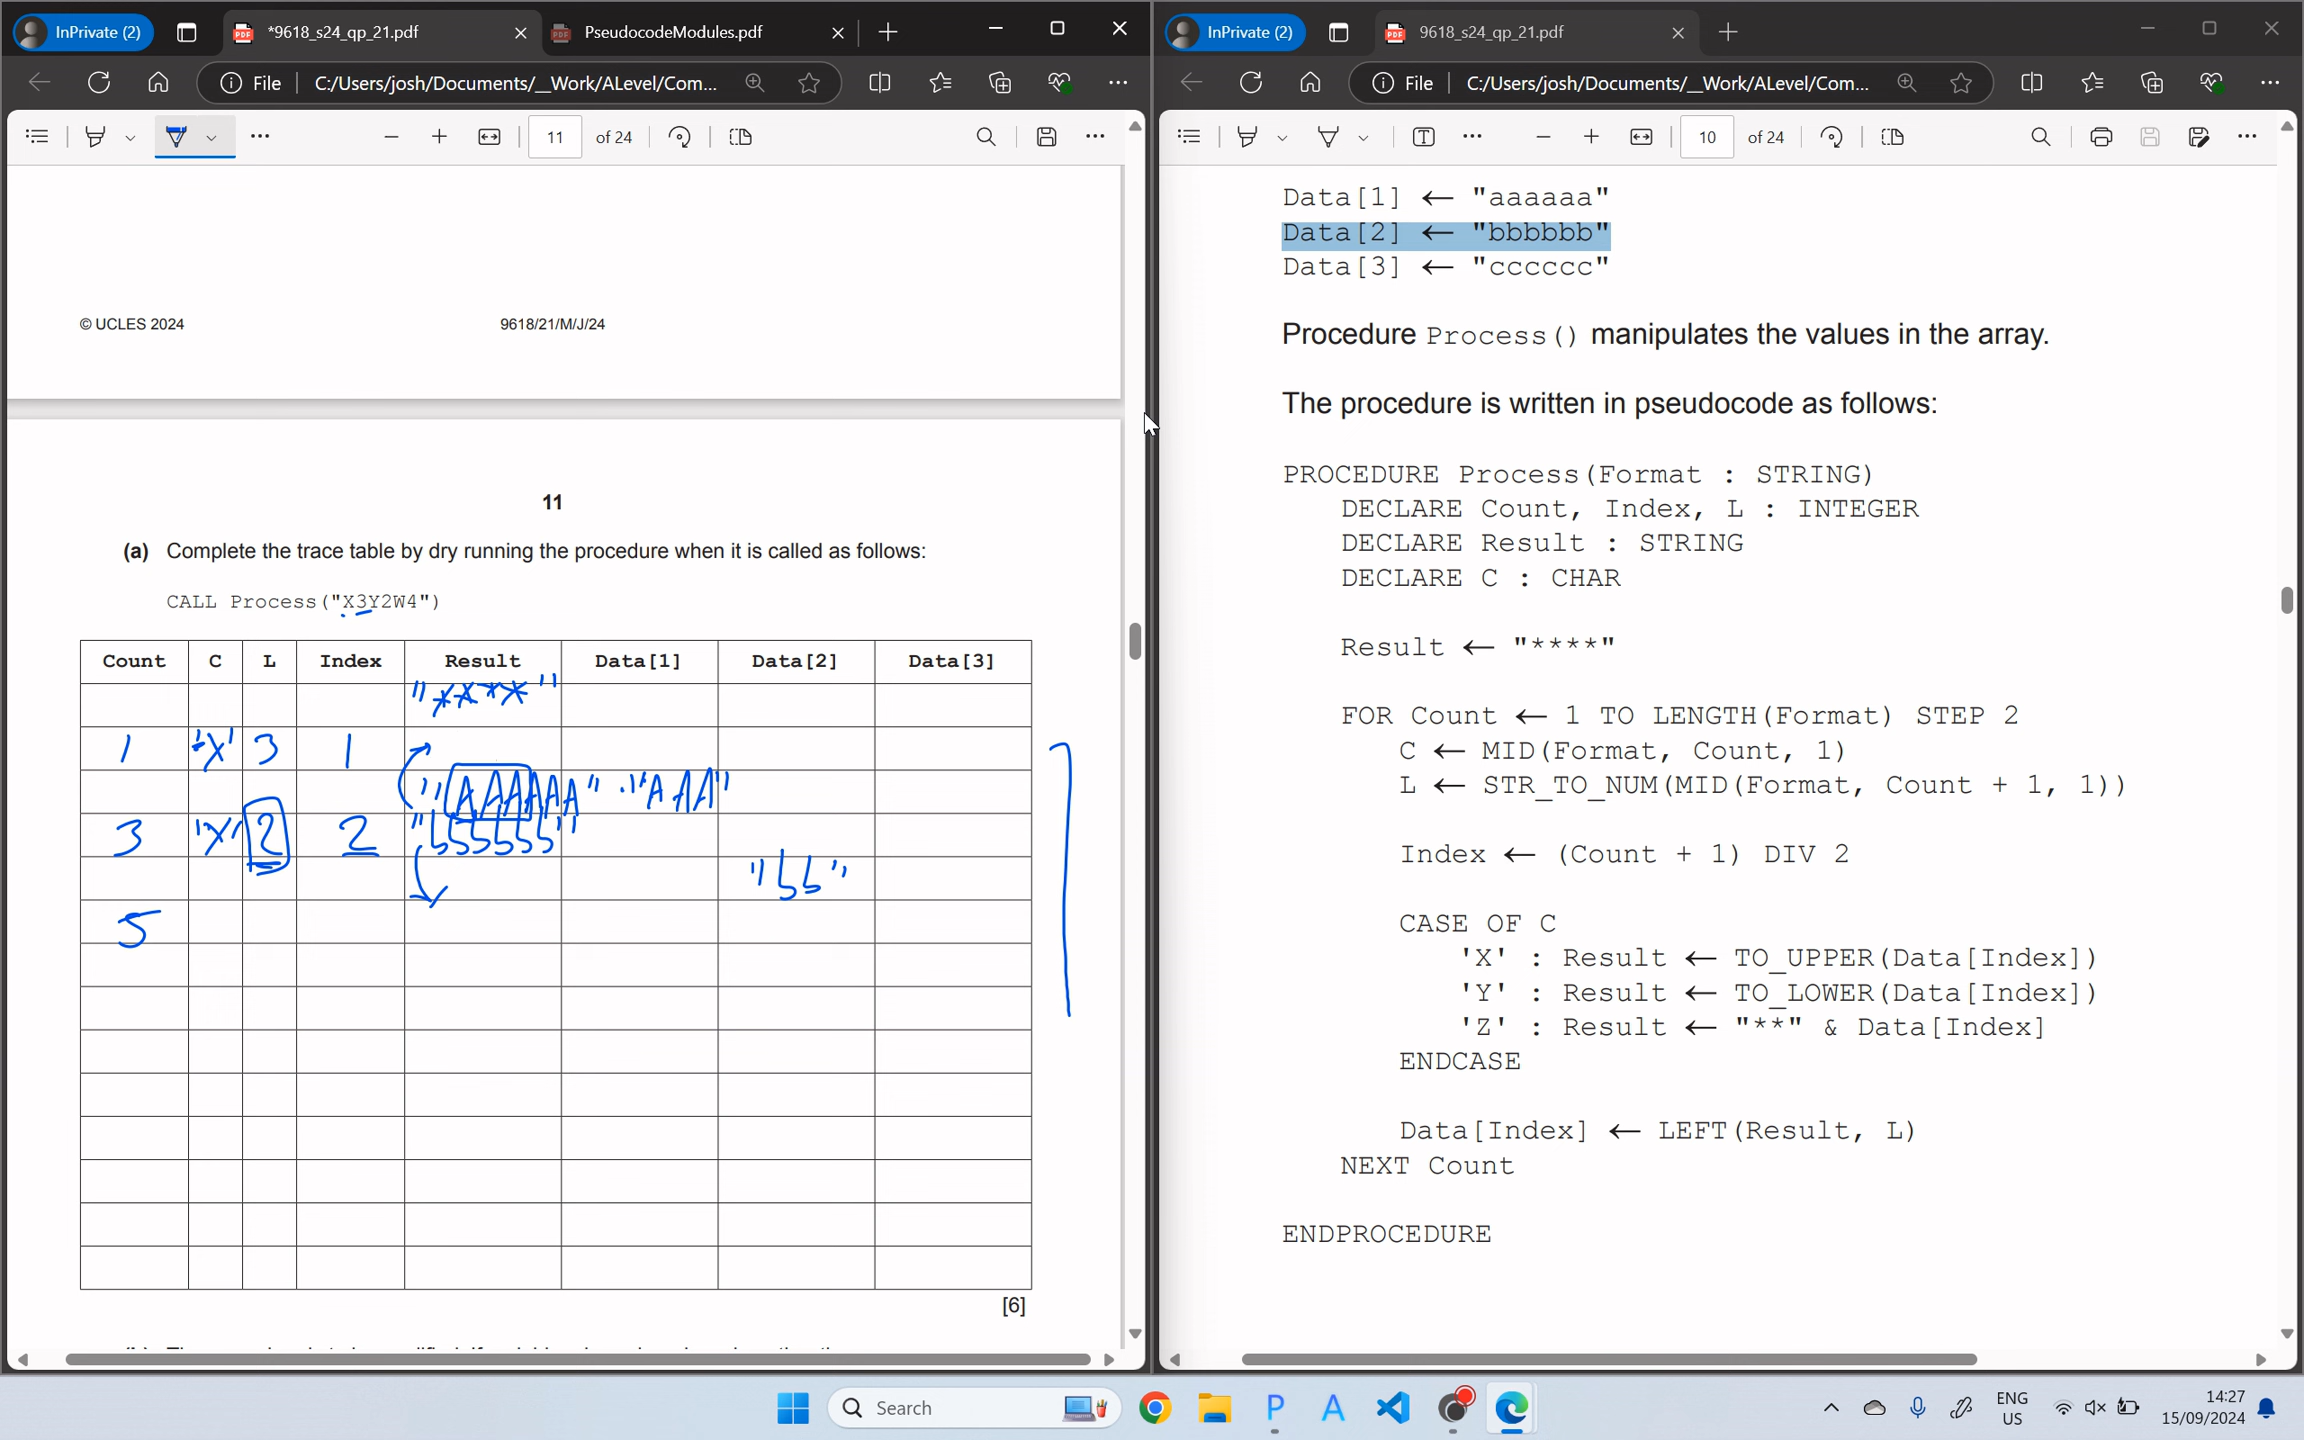 InPrivate (2)
*9618_s24_qp_21.pdf
PseudocodeModules.pdf
File
C:/Users/josh/Documents/__Work/ALevel/Com...
11 of 24
© UCLES 2024
9618/21/M/J/24
11
(a) Complete the trace table by dry running the procedure when it is called as follows:
CALL Process("X3Y2W4")
Count C L Index Result Data[1] Data[2] Data[3]
"****"
1 'X' 3 1
"AAAAAA" "AAA"
3 'Y' 2 2 "bbbbbb"
"bb"
5
[6]
InPrivate (2)
9618_s24_qp_21.pdf
File
C:/Users/josh/Documents/__Work/ALevel/Com...
10 of 24
Data[1] ← "aaaaaa"
Data[2] ← "bbbbbb"
Data[3] ← "cccccc"
Procedure Process() manipulates the values in the array.
The procedure is written in pseudocode as follows:
PROCEDURE Process(Format : STRING)
DECLARE Count, Index, L : INTEGER
DECLARE Result : STRING
DECLARE C : CHAR
Result ← "****"
FOR Count ← 1 TO LENGTH(Format) STEP 2
C ← MID(Format, Count, 1)
L ← STR_TO_NUM(MID(Format, Count + 1, 1))
Index ← (Count + 1) DIV 2
CASE OF C
'X' : Result ← TO_UPPER(Data[Index])
'Y' : Result ← TO_LOWER(Data[Index])
'Z' : Result ← "**" & Data[Index]
ENDCASE
Data[Index] ← LEFT(Result, L)
NEXT Count
ENDPROCEDURE
Search
ENG
US
14:27
15/09/2024